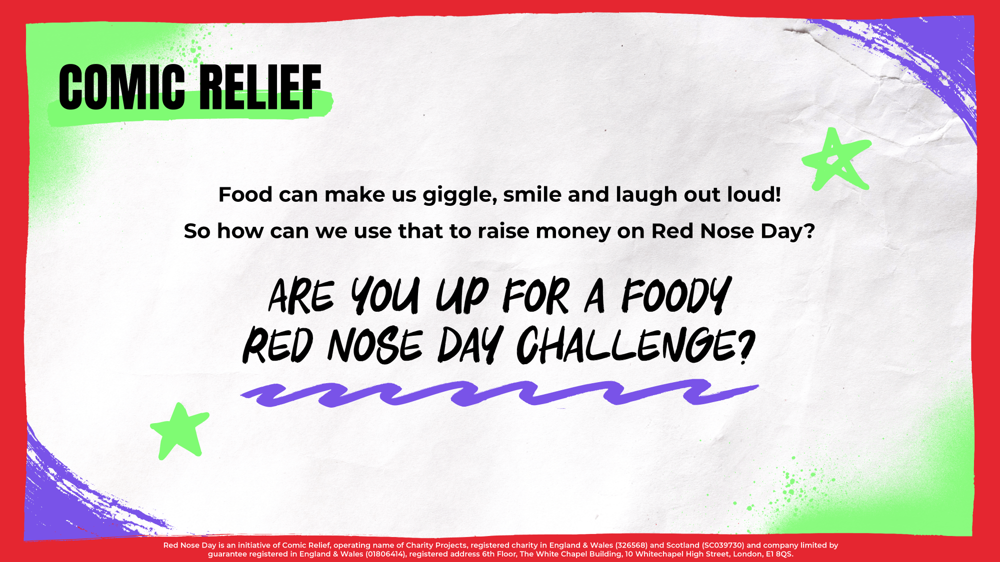 COMIC RELIEF
Food can make us giggle, smile and laugh out loud!
So how can we use that to raise money on Red Nose Day?
ARE YOU UP FOR A FOODY
RED NOSE DAY CHALLENGE?
Red Nose Day is an initiative of Comic Relief, operating name of Charity Projects, registered charity in England & Wales (326568) and Scotland (SC039730) and company limited by
guarantee registered in England & Wales (01806414), registered address 6th Floor, The White Chapel Building, 10 Whitechapel High Street, London, E1 8QS.